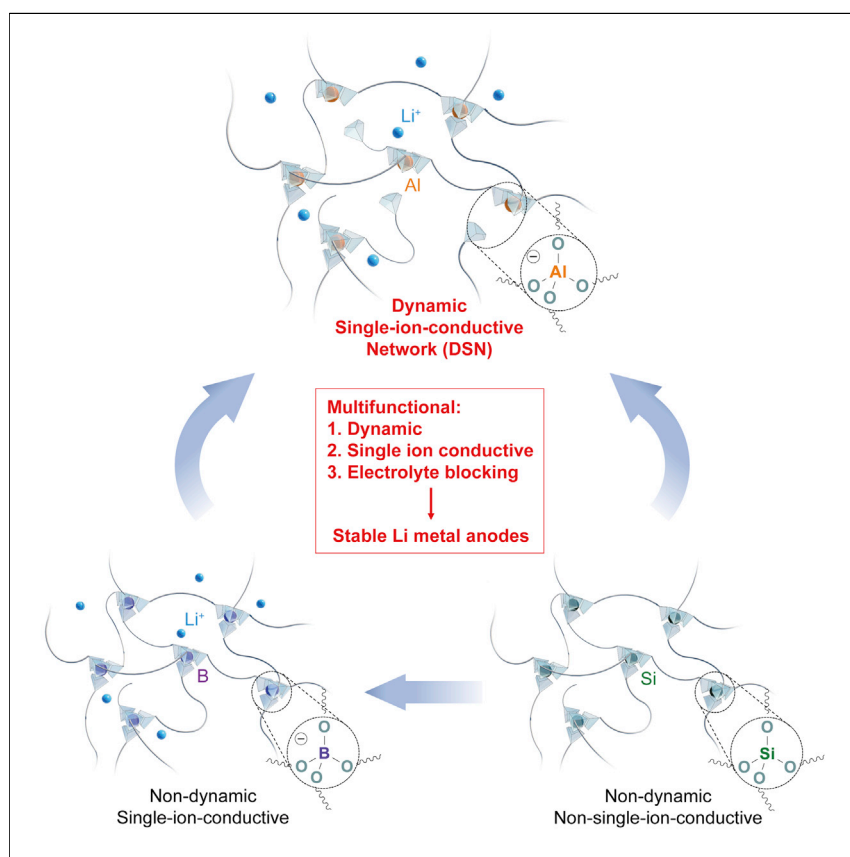 Li⁺
Al
⊖
O
Al
O
O
O
Dynamic
Single-ion-conductive
Network (DSN)
Multifunctional:
1. Dynamic
2. Single ion conductive
3. Electrolyte blocking
Stable Li metal anodes
Li⁺
B
⊖
O
B
O
O
O
Non-dynamic
Single-ion-conductive
Si
O
Si
O
O
O
Non-dynamic
Non-single-ion-conductive